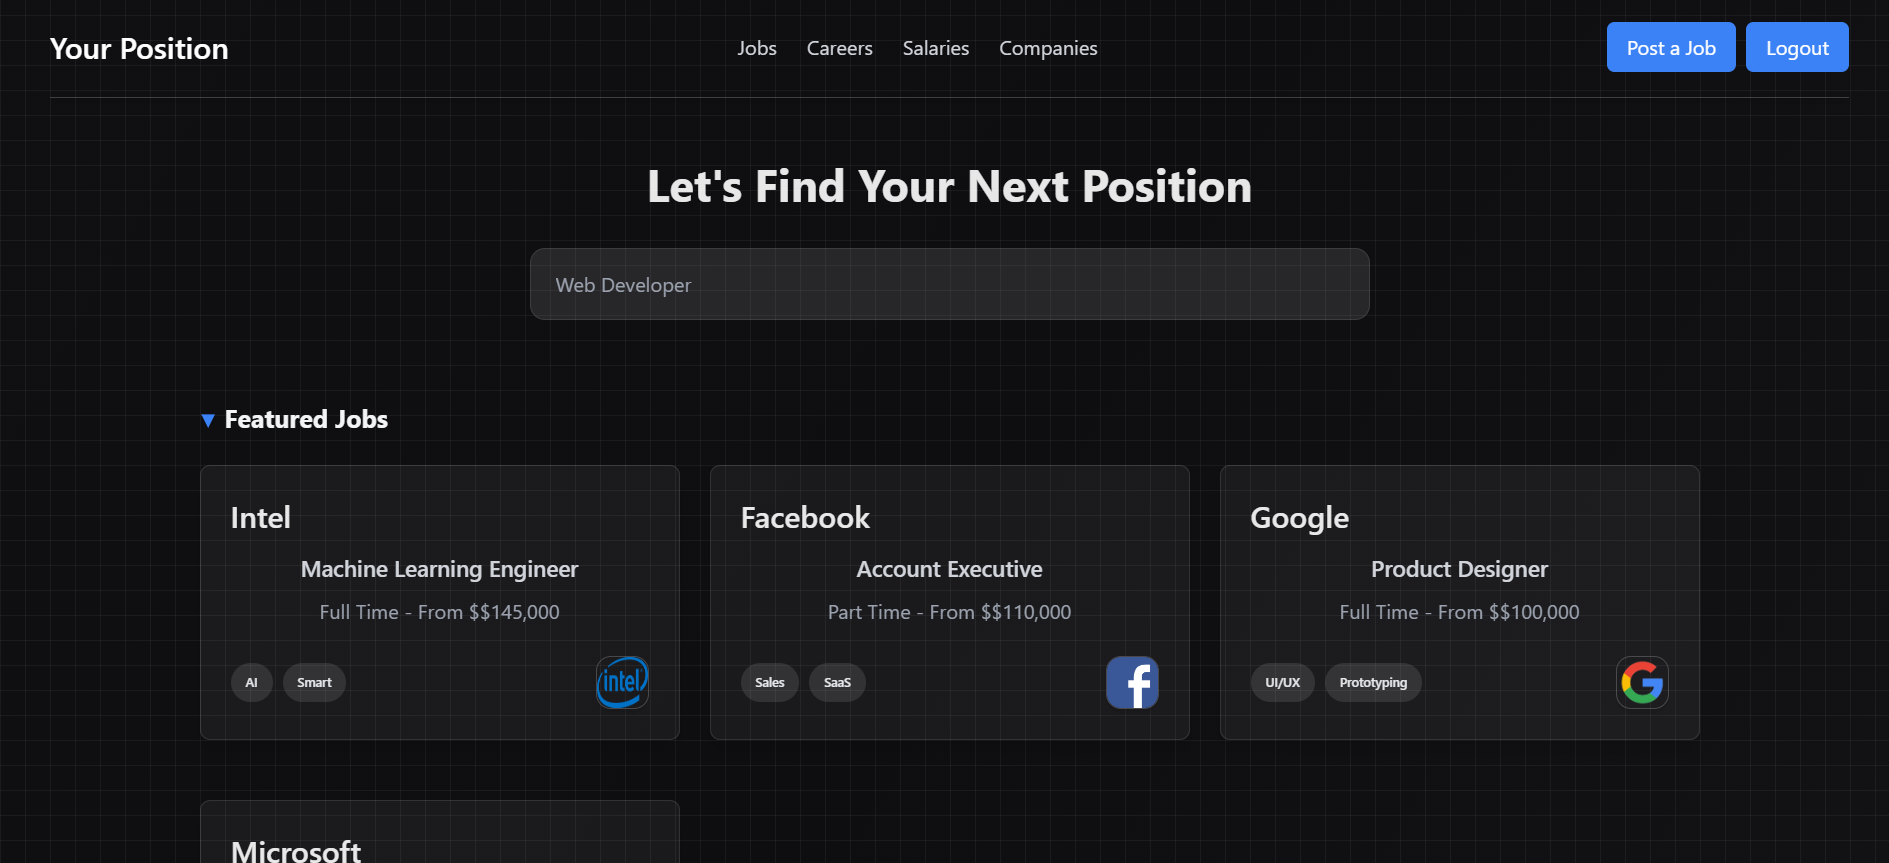 Your Position
Jobs Careers Salaries Companies
Post a Job Logout
Let's Find Your Next Position
Web Developer
▼ Featured Jobs
Intel
Machine Learning Engineer
Full Time - From $$145,000
AI Smart
intel
Facebook
Account Executive
Part Time - From $$110,000
Sales SaaS
f
Google
Product Designer
Full Time - From $$100,000
UI/UX Prototyping
G
Microsoft